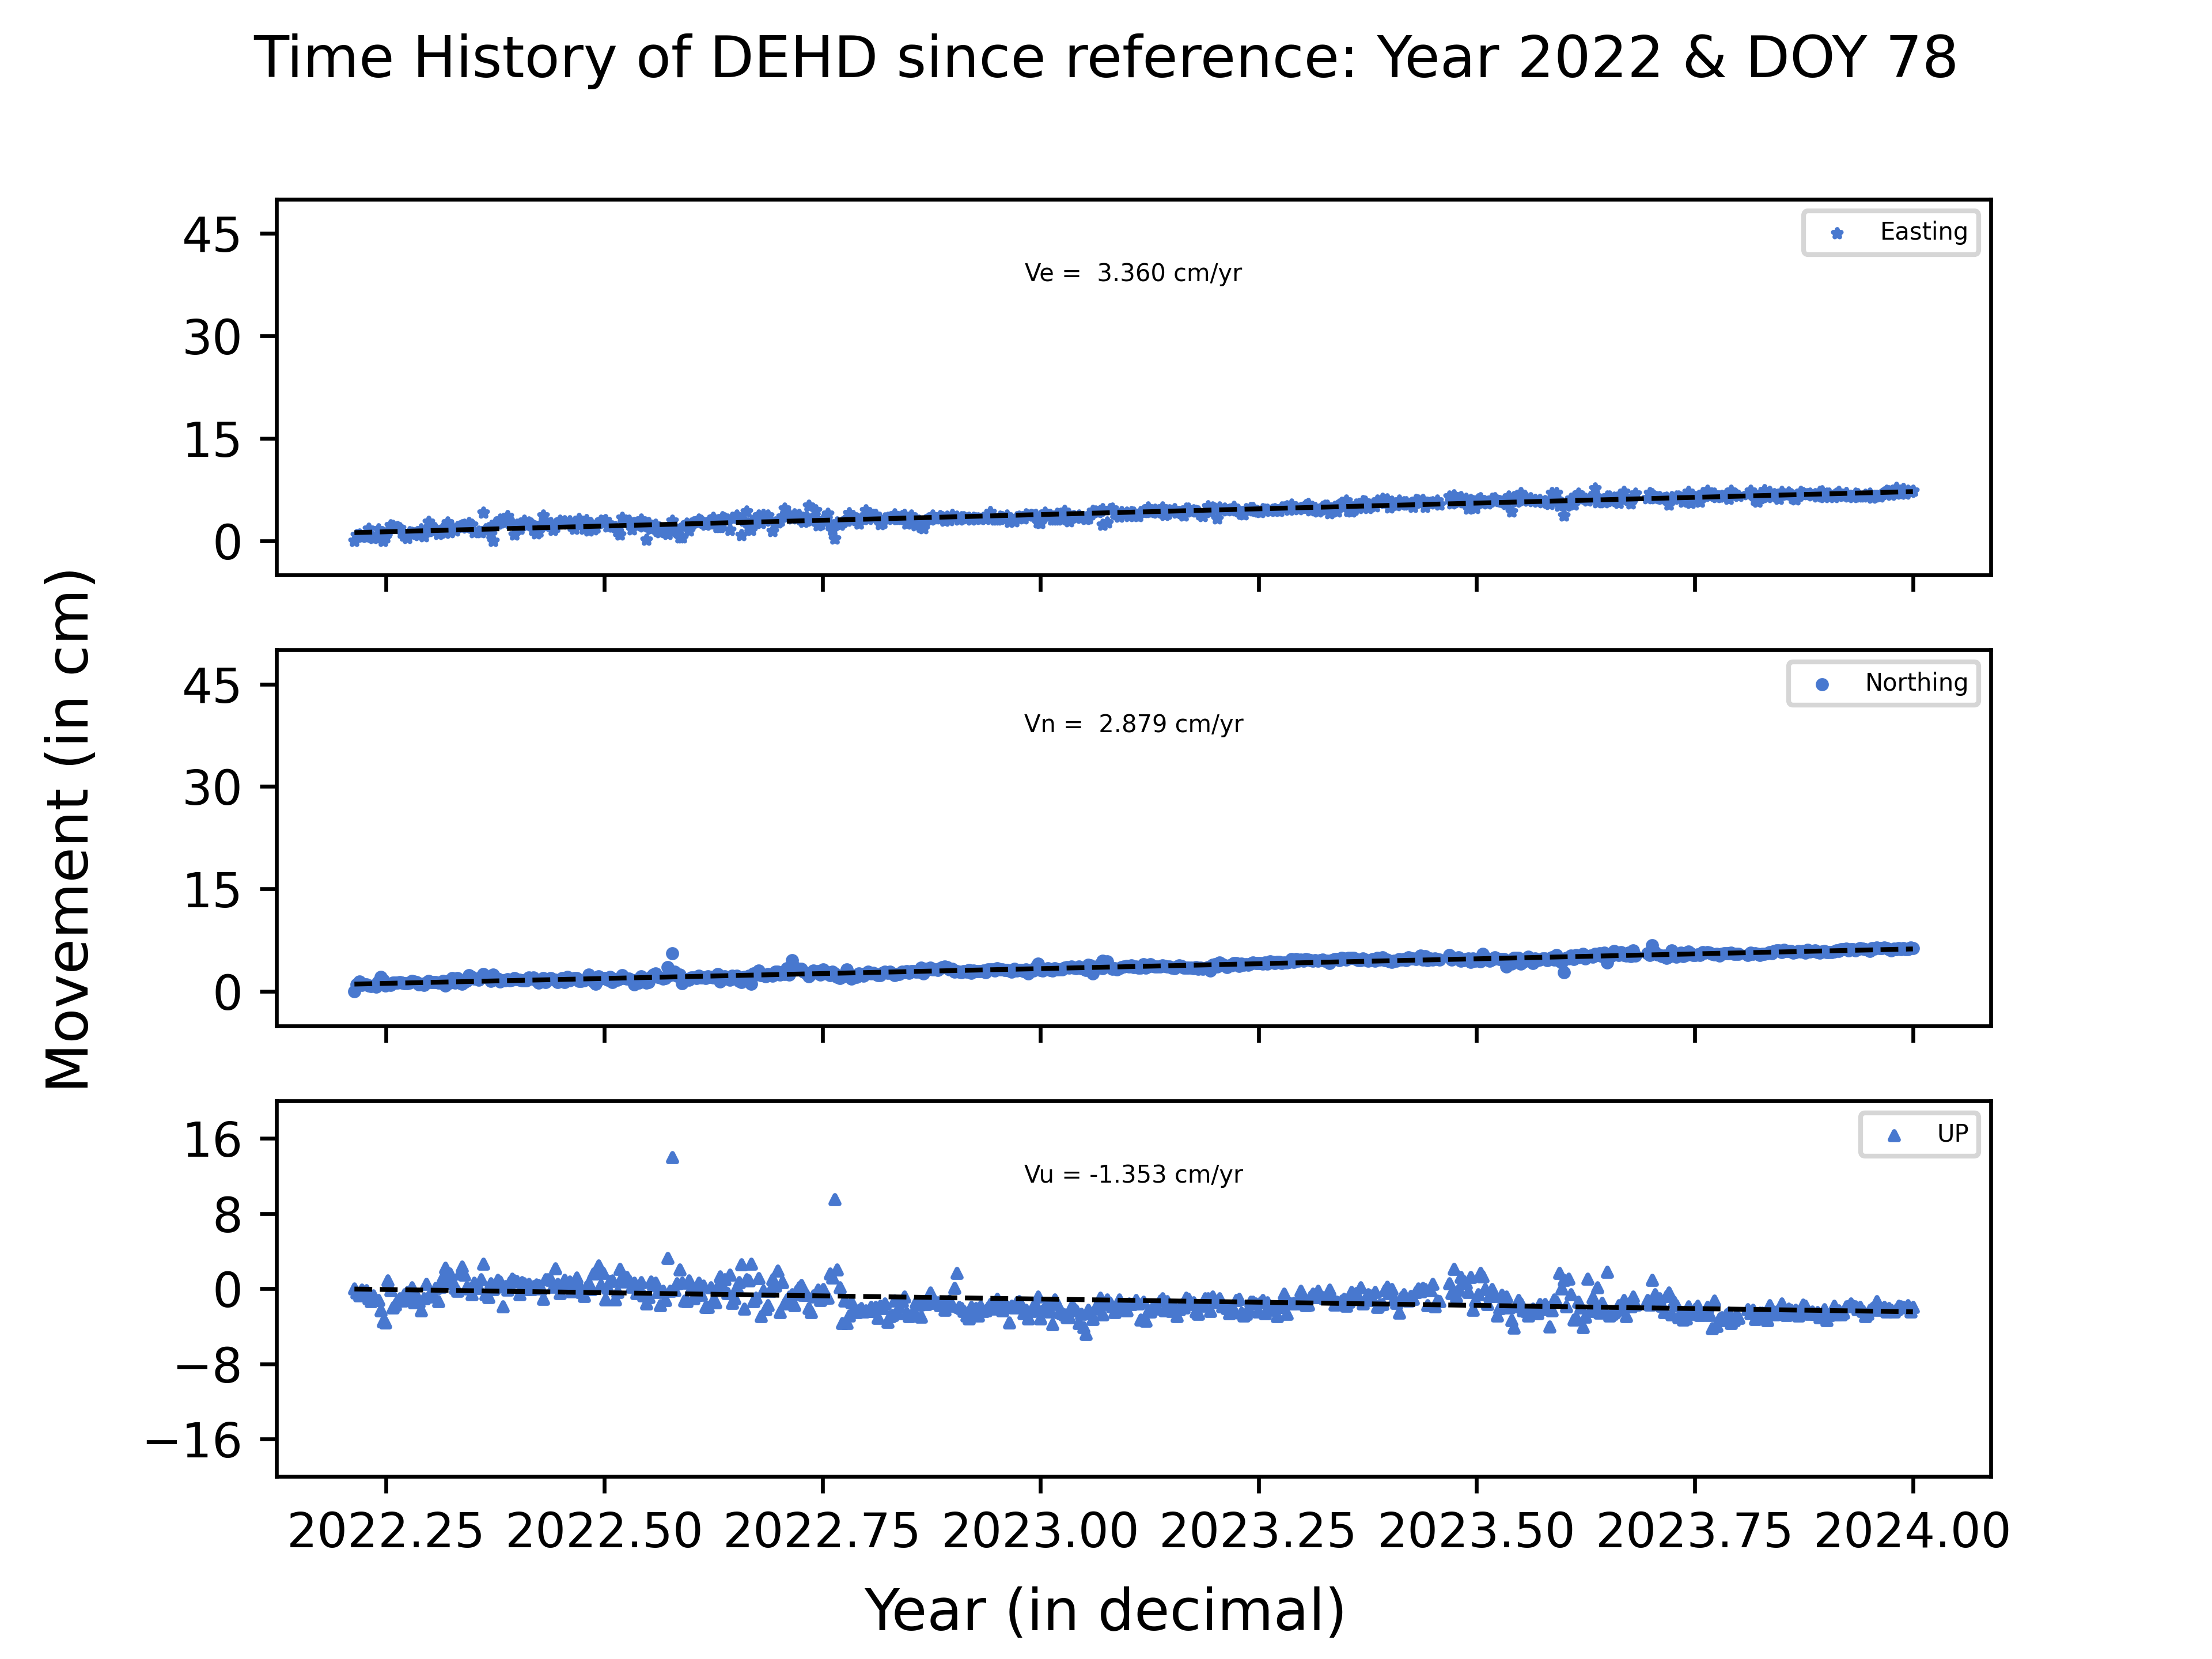 Time History of DEHD since reference: Year 2022 & DOY 78
Movement (in cm)
45
30
15
0
Ve =  3.360 cm/yr
Easting
45
30
15
0
Vn =  2.879 cm/yr
Northing
16
8
0
−8
−16
Vu = -1.353 cm/yr
UP
2022.25 2022.50 2022.75 2023.00 2023.25 2023.50 2023.75 2024.00
Year (in decimal)